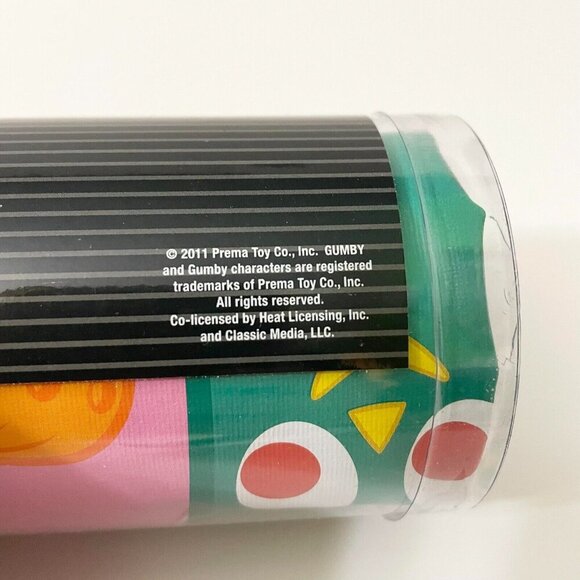 © 2011 Prema Toy Co., Inc. GUMBY
and Gumby characters are registered
trademarks of Prema Toy Co., Inc.
All rights reserved.
Co-licensed by Heat Licensing, Inc.
and Classic Media, LLC.